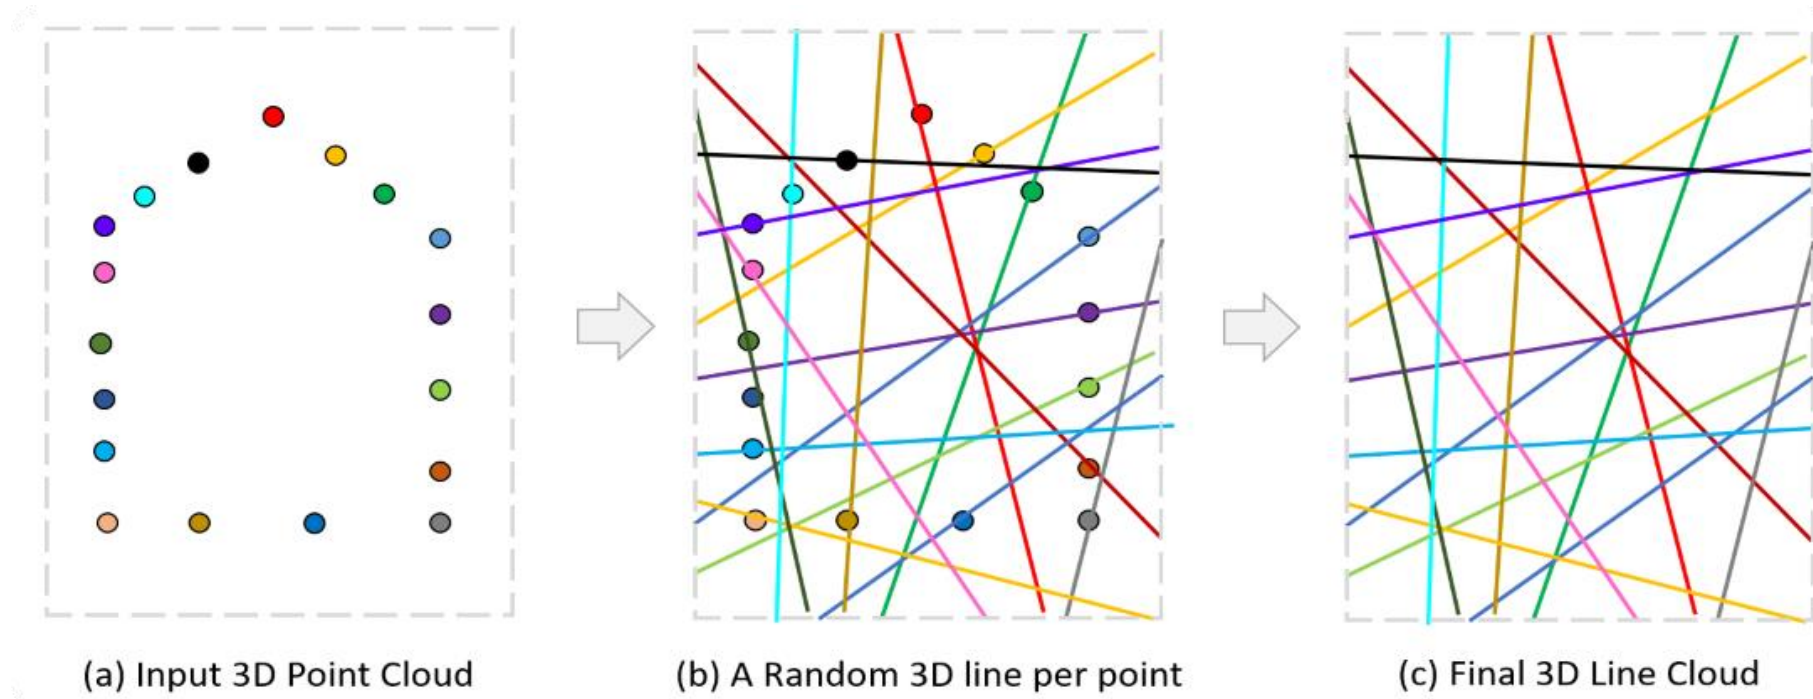 (a) Input 3D Point Cloud
(b) A Random 3D line per point
(c) Final 3D Line Cloud